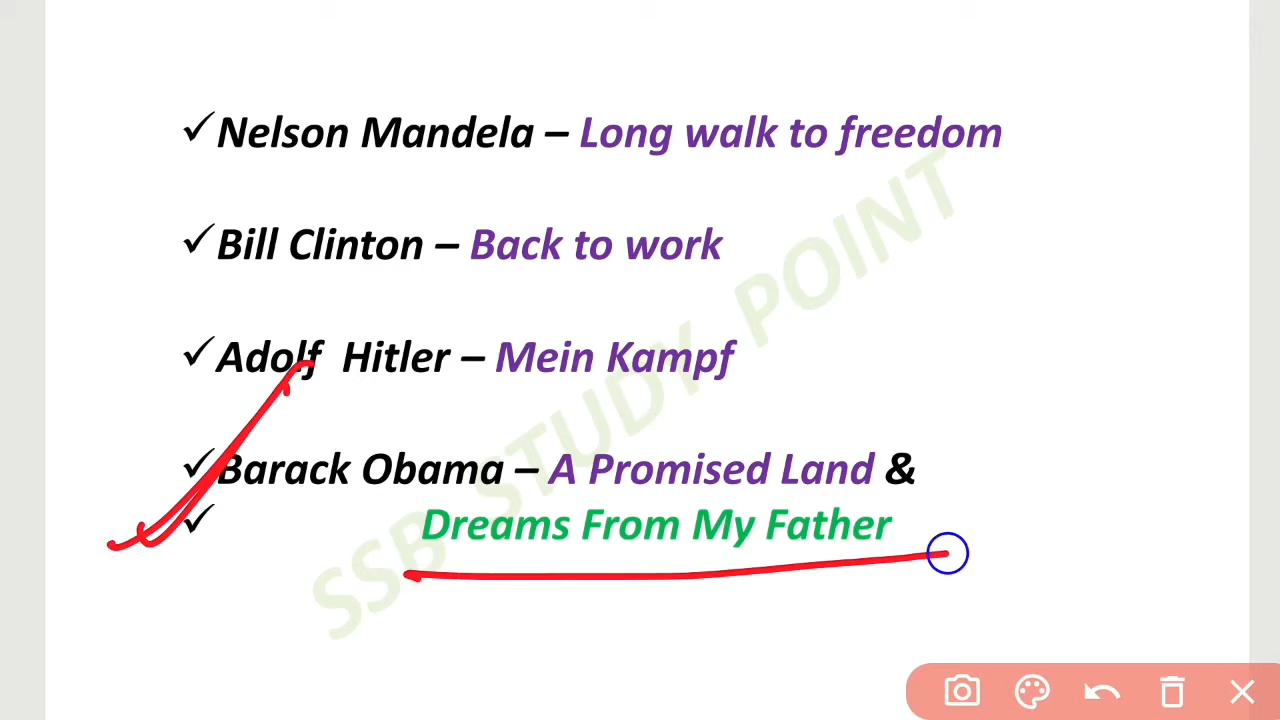 ✓Nelson Mandela – Long walk to freedom
✓Bill Clinton – Back to work
✓Adolf Hitler – Mein Kampf
✓Barack Obama – A Promised Land &
✓ Dreams From My Father
SSB STUDY POINT